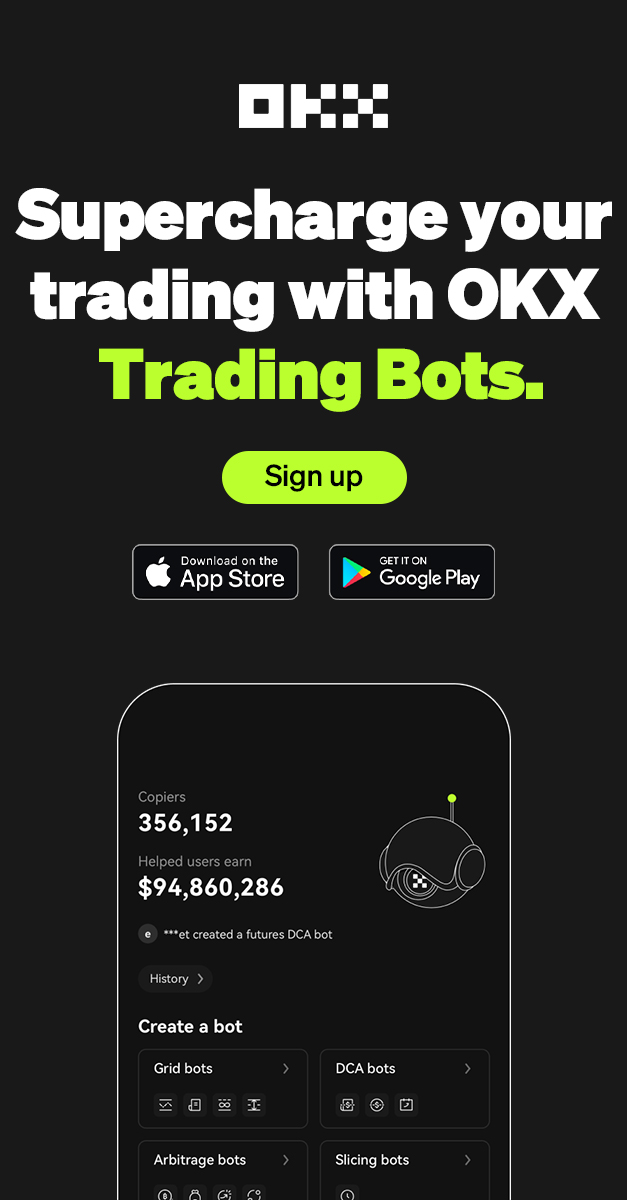 OKX
Supercharge your
trading with OKX
Trading Bots.
Sign up
Download on the
App Store
GET IT ON
Google Play
Copiers
356,152
Helped users earn
$94,860,286
e ***et created a futures DCA bot
History
Create a bot
Grid bots
DCA bots
Arbitrage bots
Slicing bots